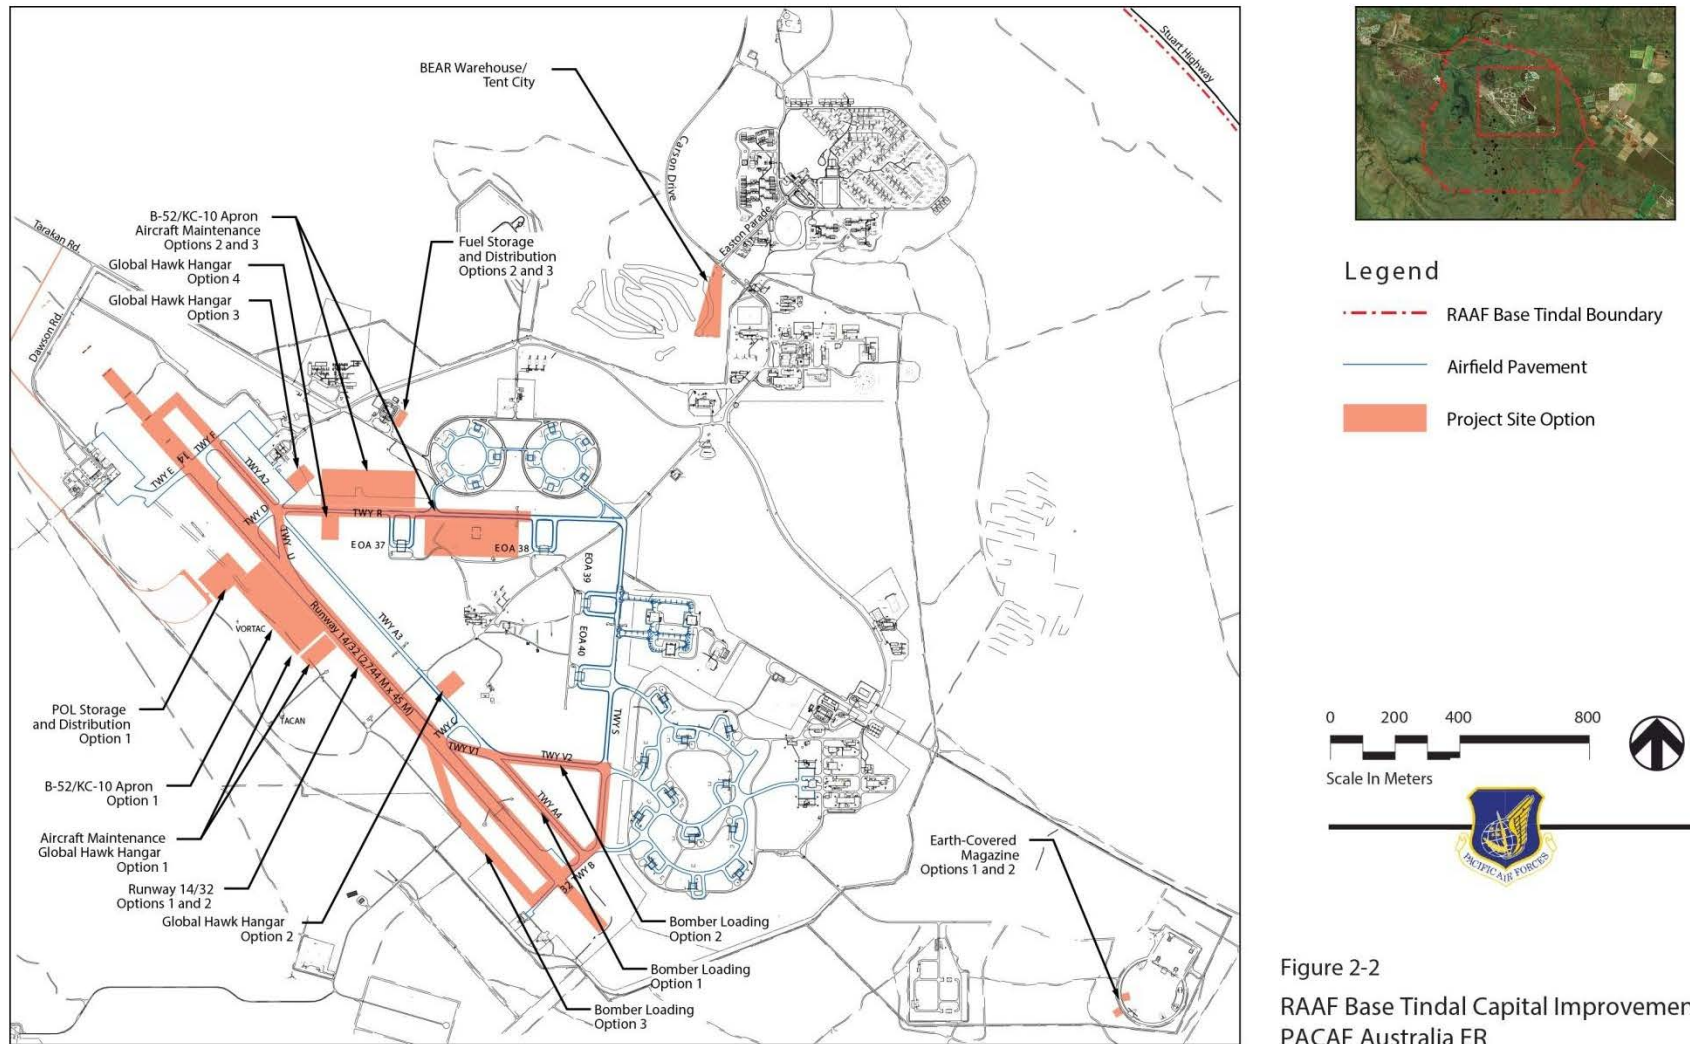 Stuart Highway
BEAR Warehouse/
Tent City
Carson Drive
Easton Parade
Tarakan Rd.
Dawson Rd.
B-52/KC-10 Apron
Aircraft Maintenance
Options 2 and 3
Global Hawk Hangar
Option 4
Global Hawk Hangar
Option 3
Fuel Storage
and Distribution
Options 2 and 3
TWY F
14
TWY E
TWY A2
TWY D
TWY U
TWY R
EOA 37
EOA 38
EOA 39
EOA 40
Runway 14/32 (2,744 M x 45 M)
TWY A3
VORTAC
TACAN
TWY C
TWY V1
TWY V2
TWY S
TWY A4
32
TWY B
POL Storage
and Distribution
Option 1
B-52/KC-10 Apron
Option 1
Aircraft Maintenance
Global Hawk Hangar
Option 1
Runway 14/32
Options 1 and 2
Global Hawk Hangar
Option 2
Bomber Loading
Option 2
Bomber Loading
Option 1
Bomber Loading
Option 3
Earth-Covered
Magazine
Options 1 and 2
Legend
RAAF Base Tindal Boundary
Airfield Pavement
Project Site Option
0 200 400 800
Scale In Meters
PACIFIC AIR FORCES
Figure 2-2
RAAF Base Tindal Capital Improvemen
PACAF Australia ER